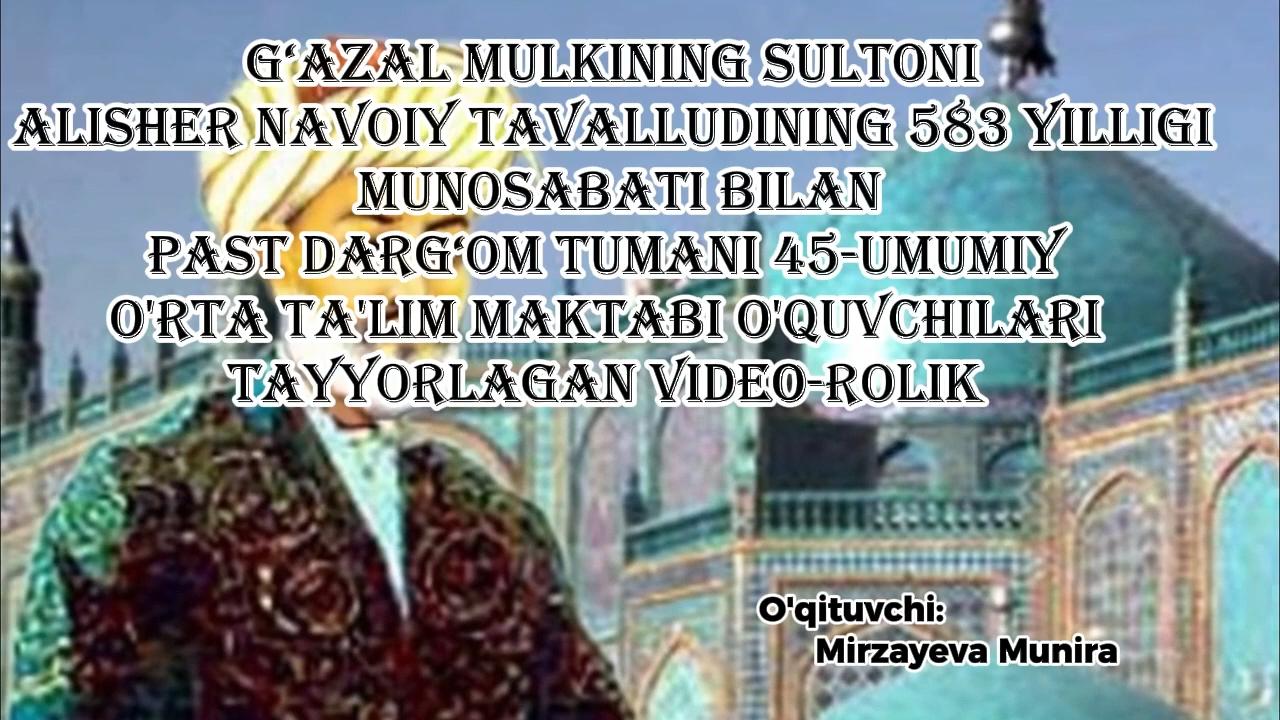 G‘AZAL MULKINING SULTONI
ALISHER NAVOIY TAVALLUDINING 583 YILLIGI
MUNOSABATI BILAN
PAST DARG‘OM TUMANI 45-UMUMIY
O'RTA TA'LIM MAKTABI O'QUVCHILARI
TAYYORLAGAN VIDEO-ROLIK
O'qituvchi:
Mirzayeva Munira